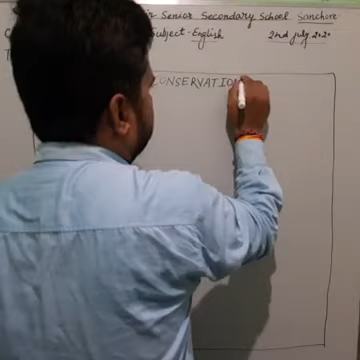 Senior Secondary School Sanchore
Subject - English 2nd july 2020
CONSERVATION